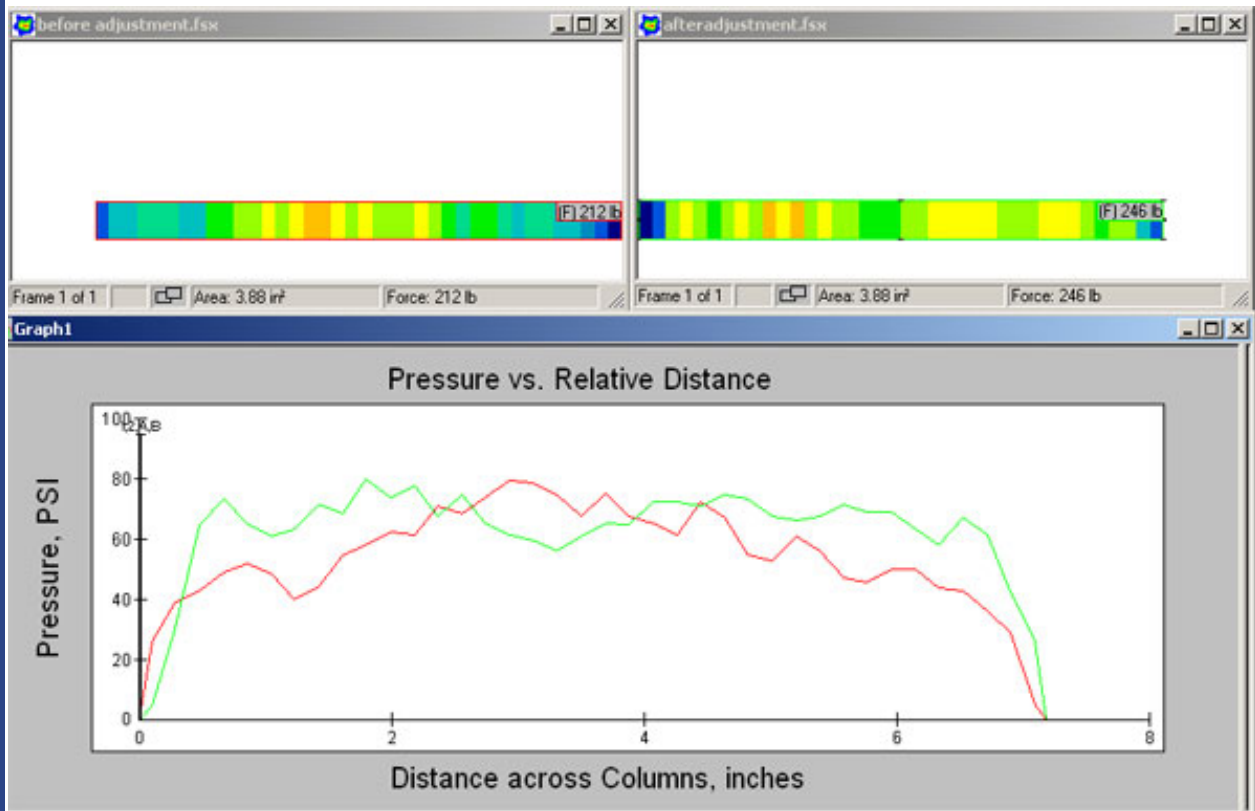 before adjustment.fsx
afteradjustment.fsx
(F) 212 lb
(F) 246 lb
Frame 1 of 1 Area: 3.88 in² Force: 212 lb
Frame 1 of 1 Area: 3.88 in² Force: 246 lb
Graph1
Pressure vs. Relative Distance
100
80
60
40
20
0
Pressure, PSI
0 2 4 6 8
Distance across Columns, inches